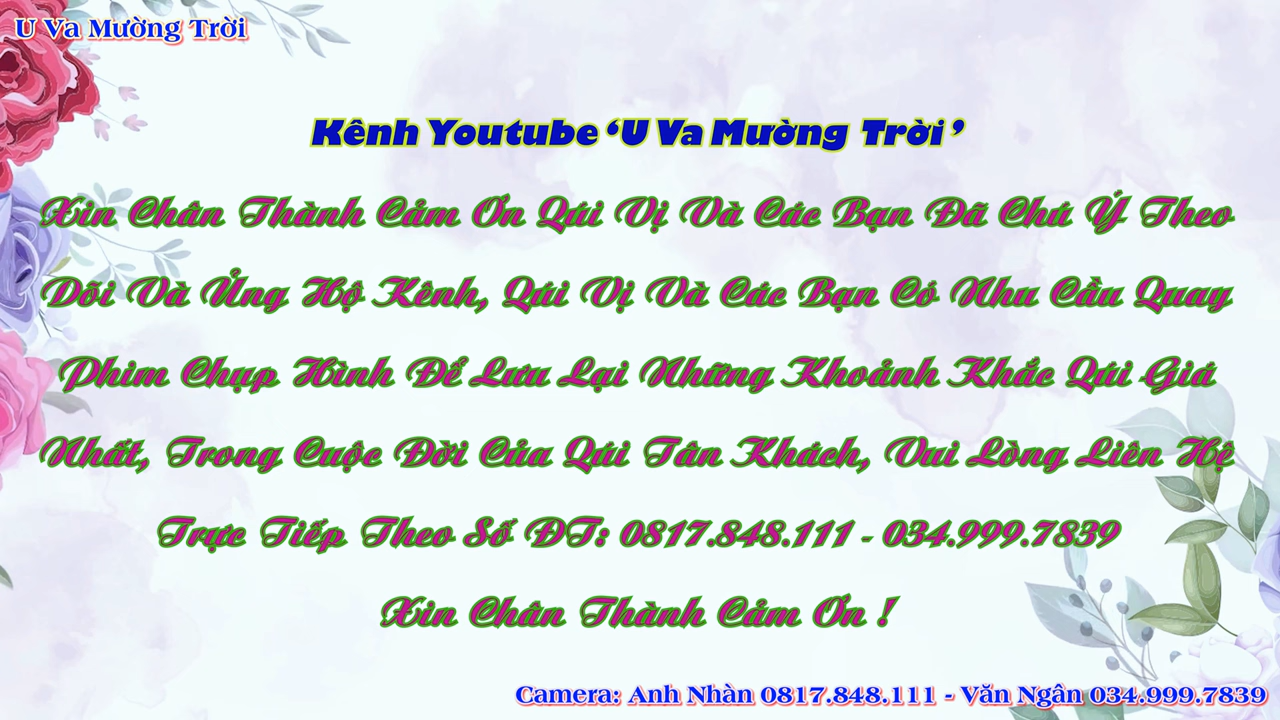 U Va Mường Trời
Kênh Youtube ‘U Va Mường Trời’
Xin Chân Thành Cảm Ơn Qúi Vị Và Các Bạn Đã Chú Ý Theo
Dõi Và Ủng Hộ Kênh, Qúi Vị Và Các Bạn Có Nhu Cầu Quay
Phim Chụp Hình Để Lưu Lại Những Khoảnh Khắc Qúi Giá
Nhất, Trong Cuộc Đời Của Qúi Tân Khách, Vui Lòng Liên Hệ
Trực Tiếp Theo Số ĐT: 0817.848.111 - 034.999.7839
Xin Chân Thành Cảm Ơn !
Camera: Anh Nhàn 0817.848.111 - Văn Ngân 034.999.7839